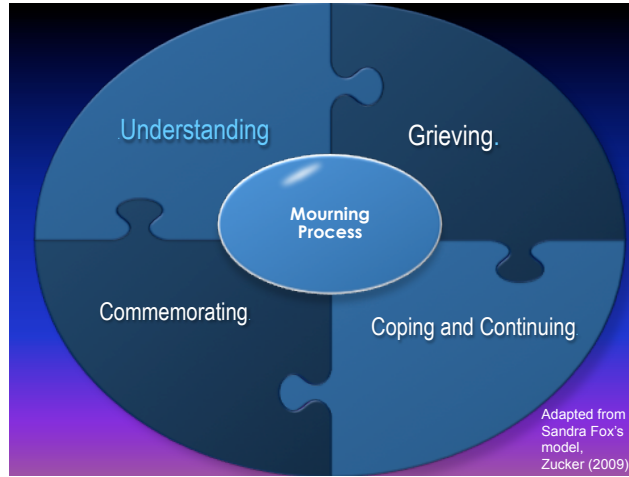 Understanding
Grieving.
Mourning
Process
Commemorating.
Coping and Continuing.
Adapted from
Sandra Fox's
model,
Zucker (2009)